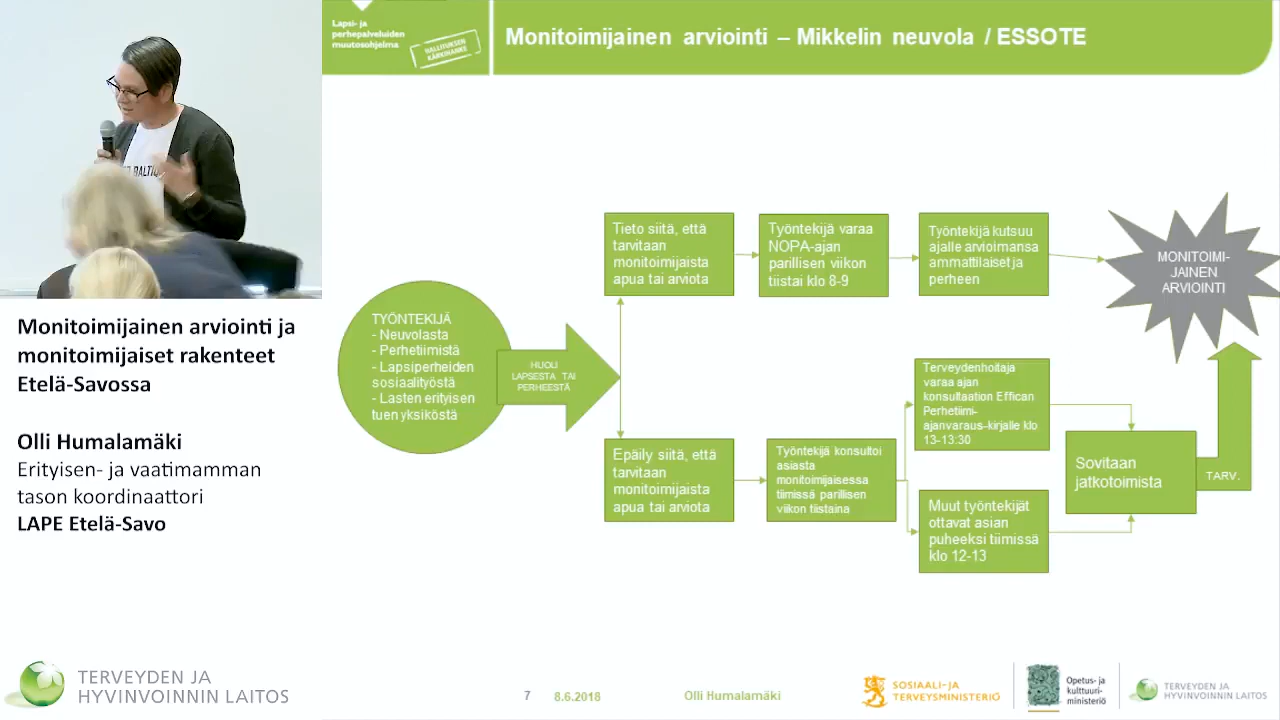 Lapsi- ja
perhepalveluiden
muutosohjelma
HALLITUKSEN
KÄRKIHANKE
Monitoimijainen arviointi – Mikkelin neuvola / ESSOTE
Monitoimijainen arviointi ja
monitoimijaiset rakenteet
Etelä-Savossa
Olli Humalamäki
Erityisen- ja vaatimamman
tason koordinaattori
LAPE Etelä-Savo
TYÖNTEKIJÄ
- Neuvolasta
- Perhetiimistä
- Lapsiperheiden
sosiaalityöstä
- Lasten erityisen
tuen yksiköstä
HUOLI
LAPSESTA TAI
PERHEESTÄ
Tieto siitä, että
tarvitaan
monitoimijaista
apua tai arviota
Työntekijä varaa
NOPA-ajan
parillisen viikon
tiistai klo 8-9
Työntekijä kutsuu
ajalle arvioimansa
ammattilaiset ja
perheen
MONITOIMI-
JAINEN
ARVIOINTI
Epäily siitä, että
tarvitaan
monitoimijaista
apua tai arviota
Työntekijä konsultoi
asiasta
monitoimijaisessa
tiimissä parillisen
viikon tiistaina
Terveydenhoitaja
varaa ajan
konsultaation Effican
Perhetiimi-
ajanvaraus–kirjalle klo
13-13:30
Muut työntekijät
ottavat asian
puheeksi tiimissä
klo 12-13
Sovitaan
jatkotoimista
TARV.
TERVEYDEN JA
HYVINVOINNIN LAITOS
7
8.6.2018
Olli Humalamäki
SOSIAALI- JA
TERVEYSMINISTERIÖ
Opetus- ja
kulttuuri-
ministeriö
TERVEYDEN JA
HYVINVOINNIN LAITOS